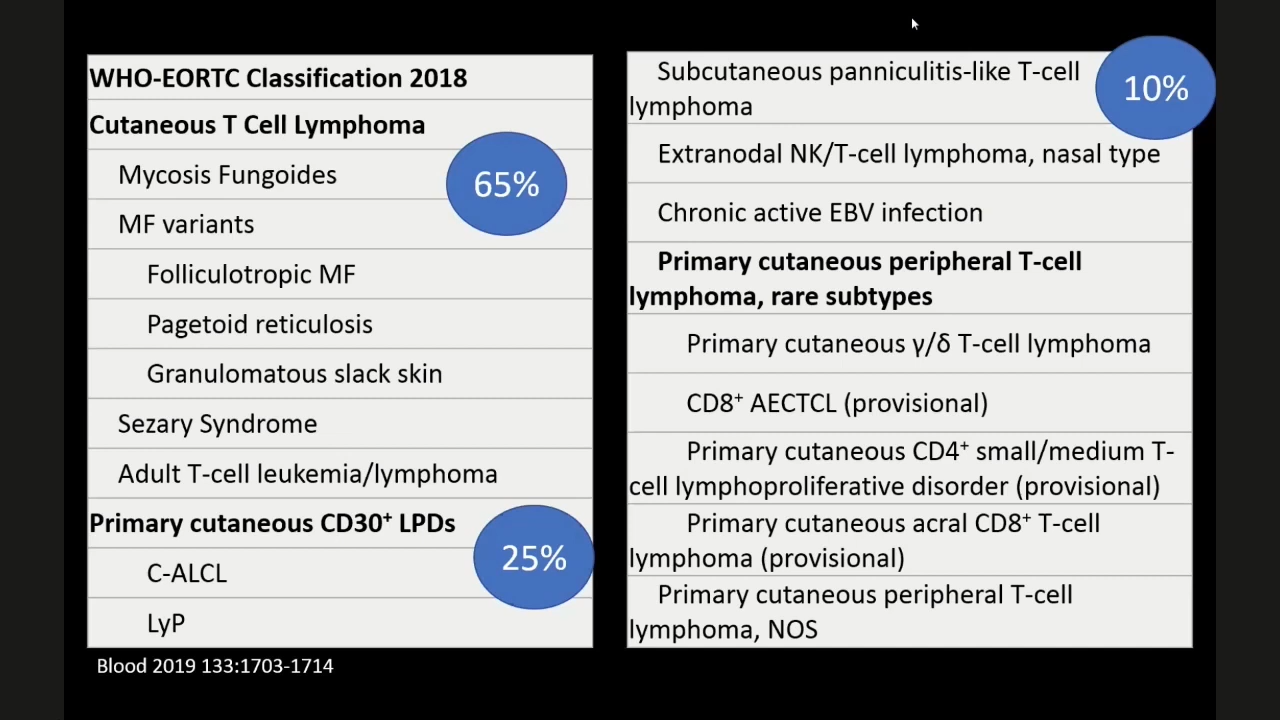 WHO-EORTC Classification 2018
Cutaneous T Cell Lymphoma
Mycosis Fungoides
65%
MF variants
Folliculotropic MF
Pagetoid reticulosis
Granulomatous slack skin
Sezary Syndrome
Adult T-cell leukemia/lymphoma
Primary cutaneous CD30⁺ LPDs
25%
C-ALCL
LyP
Blood 2019 133:1703-1714
Subcutaneous panniculitis-like T-cell
lymphoma
10%
Extranodal NK/T-cell lymphoma, nasal type
Chronic active EBV infection
Primary cutaneous peripheral T-cell
lymphoma, rare subtypes
Primary cutaneous γ/δ T-cell lymphoma
CD8⁺ AECTCL (provisional)
Primary cutaneous CD4⁺ small/medium T-
cell lymphoproliferative disorder (provisional)
Primary cutaneous acral CD8⁺ T-cell
lymphoma (provisional)
Primary cutaneous peripheral T-cell
lymphoma, NOS